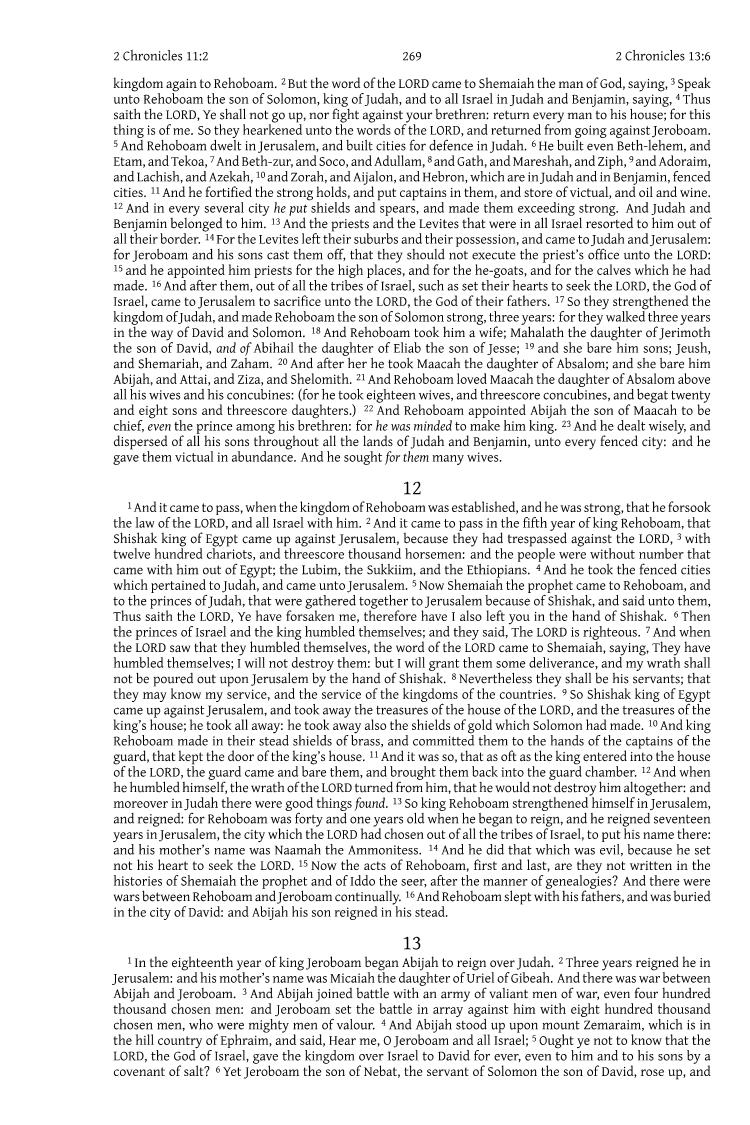 2 Chronicles 11:2 269 2 Chronicles 13:6
kingdom again to Rehoboam. 2 But the word of the LORD came to Shemaiah the man of God, saying, 3 Speak
unto Rehoboam the son of Solomon, king of Judah, and to all Israel in Judah and Benjamin, saying, 4 Thus
saith the LORD, Ye shall not go up, nor fight against your brethren: return every man to his house; for this
thing is of me. So they hearkened unto the words of the LORD, and returned from going against Jeroboam.
5 And Rehoboam dwelt in Jerusalem, and built cities for defence in Judah. 6 He built even Beth-lehem, and
Etam, and Tekoa, 7 And Beth-zur, and Soco, and Adullam, 8 and Gath, and Mareshah, and Ziph, 9 and Adoraim,
and Lachish, and Azekah, 10 and Zorah, and Aijalon, and Hebron, which are in Judah and in Benjamin, fenced
cities. 11 And he fortified the strong holds, and put captains in them, and store of victual, and oil and wine.
12 And in every several city he put shields and spears, and made them exceeding strong. And Judah and
Benjamin belonged to him. 13 And the priests and the Levites that were in all Israel resorted to him out of
all their border. 14 For the Levites left their suburbs and their possession, and came to Judah and Jerusalem:
for Jeroboam and his sons cast them off, that they should not execute the priest's office unto the LORD:
15 and he appointed him priests for the high places, and for the he-goats, and for the calves which he had
made. 16 And after them, out of all the tribes of Israel, such as set their hearts to seek the LORD, the God of
Israel, came to Jerusalem to sacrifice unto the LORD, the God of their fathers. 17 So they strengthened the
kingdom of Judah, and made Rehoboam the son of Solomon strong, three years: for they walked three years
in the way of David and Solomon. 18 And Rehoboam took him a wife; Mahalath the daughter of Jerimoth
the son of David, and of Abihail the daughter of Eliab the son of Jesse; 19 and she bare him sons; Jeush,
and Shemariah, and Zaham. 20 And after her he took Maacah the daughter of Absalom; and she bare him
Abijah, and Attai, and Ziza, and Shelomith. 21 And Rehoboam loved Maacah the daughter of Absalom above
all his wives and his concubines: (for he took eighteen wives, and threescore concubines, and begat twenty
and eight sons and threescore daughters.) 22 And Rehoboam appointed Abijah the son of Maacah to be
chief, even the prince among his brethren: for he was minded to make him king. 23 And he dealt wisely, and
dispersed of all his sons throughout all the lands of Judah and Benjamin, unto every fenced city: and he
gave them victual in abundance. And he sought for them many wives.
12
1 And it came to pass, when the kingdom of Rehoboam was established, and he was strong, that he forsook
the law of the LORD, and all Israel with him. 2 And it came to pass in the fifth year of king Rehoboam, that
Shishak king of Egypt came up against Jerusalem, because they had trespassed against the LORD, 3 with
twelve hundred chariots, and threescore thousand horsemen: and the people were without number that
came with him out of Egypt; the Lubim, the Sukkiim, and the Ethiopians. 4 And he took the fenced cities
which pertained to Judah, and came unto Jerusalem. 5 Now Shemaiah the prophet came to Rehoboam, and
to the princes of Judah, that were gathered together to Jerusalem because of Shishak, and said unto them,
Thus saith the LORD, Ye have forsaken me, therefore have I also left you in the hand of Shishak. 6 Then
the princes of Israel and the king humbled themselves; and they said, The LORD is righteous. 7 And when
the LORD saw that they humbled themselves, the word of the LORD came to Shemaiah, saying, They have
humbled themselves; I will not destroy them: but I will grant them some deliverance, and my wrath shall
not be poured out upon Jerusalem by the hand of Shishak. 8 Nevertheless they shall be his servants; that
they may know my service, and the service of the kingdoms of the countries. 9 So Shishak king of Egypt
came up against Jerusalem, and took away the treasures of the house of the LORD, and the treasures of the
king's house; he took all away: he took away also the shields of gold which Solomon had made. 10 And king
Rehoboam made in their stead shields of brass, and committed them to the hands of the captains of the
guard, that kept the door of the king's house. 11 And it was so, that as oft as the king entered into the house
of the LORD, the guard came and bare them, and brought them back into the guard chamber. 12 And when
he humbled himself, the wrath of the LORD turned from him, that he would not destroy him altogether: and
moreover in Judah there were good things found. 13 So king Rehoboam strengthened himself in Jerusalem,
and reigned: for Rehoboam was forty and one years old when he began to reign, and he reigned seventeen
years in Jerusalem, the city which the LORD had chosen out of all the tribes of Israel, to put his name there:
and his mother's name was Naamah the Ammonitess. 14 And he did that which was evil, because he set
not his heart to seek the LORD. 15 Now the acts of Rehoboam, first and last, are they not written in the
histories of Shemaiah the prophet and of Iddo the seer, after the manner of genealogies? And there were
wars between Rehoboam and Jeroboam continually. 16 And Rehoboam slept with his fathers, and was buried
in the city of David: and Abijah his son reigned in his stead.
13
1 In the eighteenth year of king Jeroboam began Abijah to reign over Judah. 2 Three years reigned he in
Jerusalem: and his mother's name was Micaiah the daughter of Uriel of Gibeah. And there was war between
Abijah and Jeroboam. 3 And Abijah joined battle with an army of valiant men of war, even four hundred
thousand chosen men: and Jeroboam set the battle in array against him with eight hundred thousand
chosen men, who were mighty men of valour. 4 And Abijah stood up upon mount Zemaraim, which is in
the hill country of Ephraim, and said, Hear me, O Jeroboam and all Israel; 5 Ought ye not to know that the
LORD, the God of Israel, gave the kingdom over Israel to David for ever, even to him and to his sons by a
covenant of salt? 6 Yet Jeroboam the son of Nebat, the servant of Solomon the son of David, rose up, and